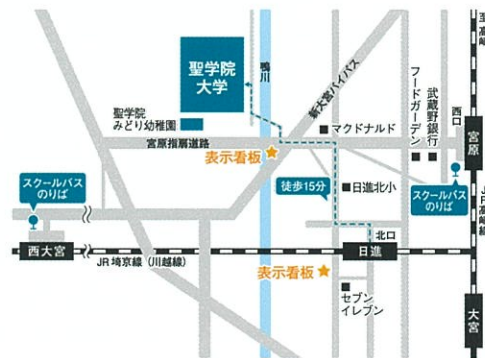 至高崎
聖学院
大学
鴨川
新大宮バイパス
聖学院
みどり幼稚園
マクドナルド
フードガーデン
武蔵野銀行
西口
宮原
宮原指扇道路
表示看板
スクールバス
のりば
徒歩15分
日進北小
スクールバス
のりば
JR高崎線
北口
西大宮
JR 埼京線（川越線）
日進
表示看板
セブン
イレブン
大宮